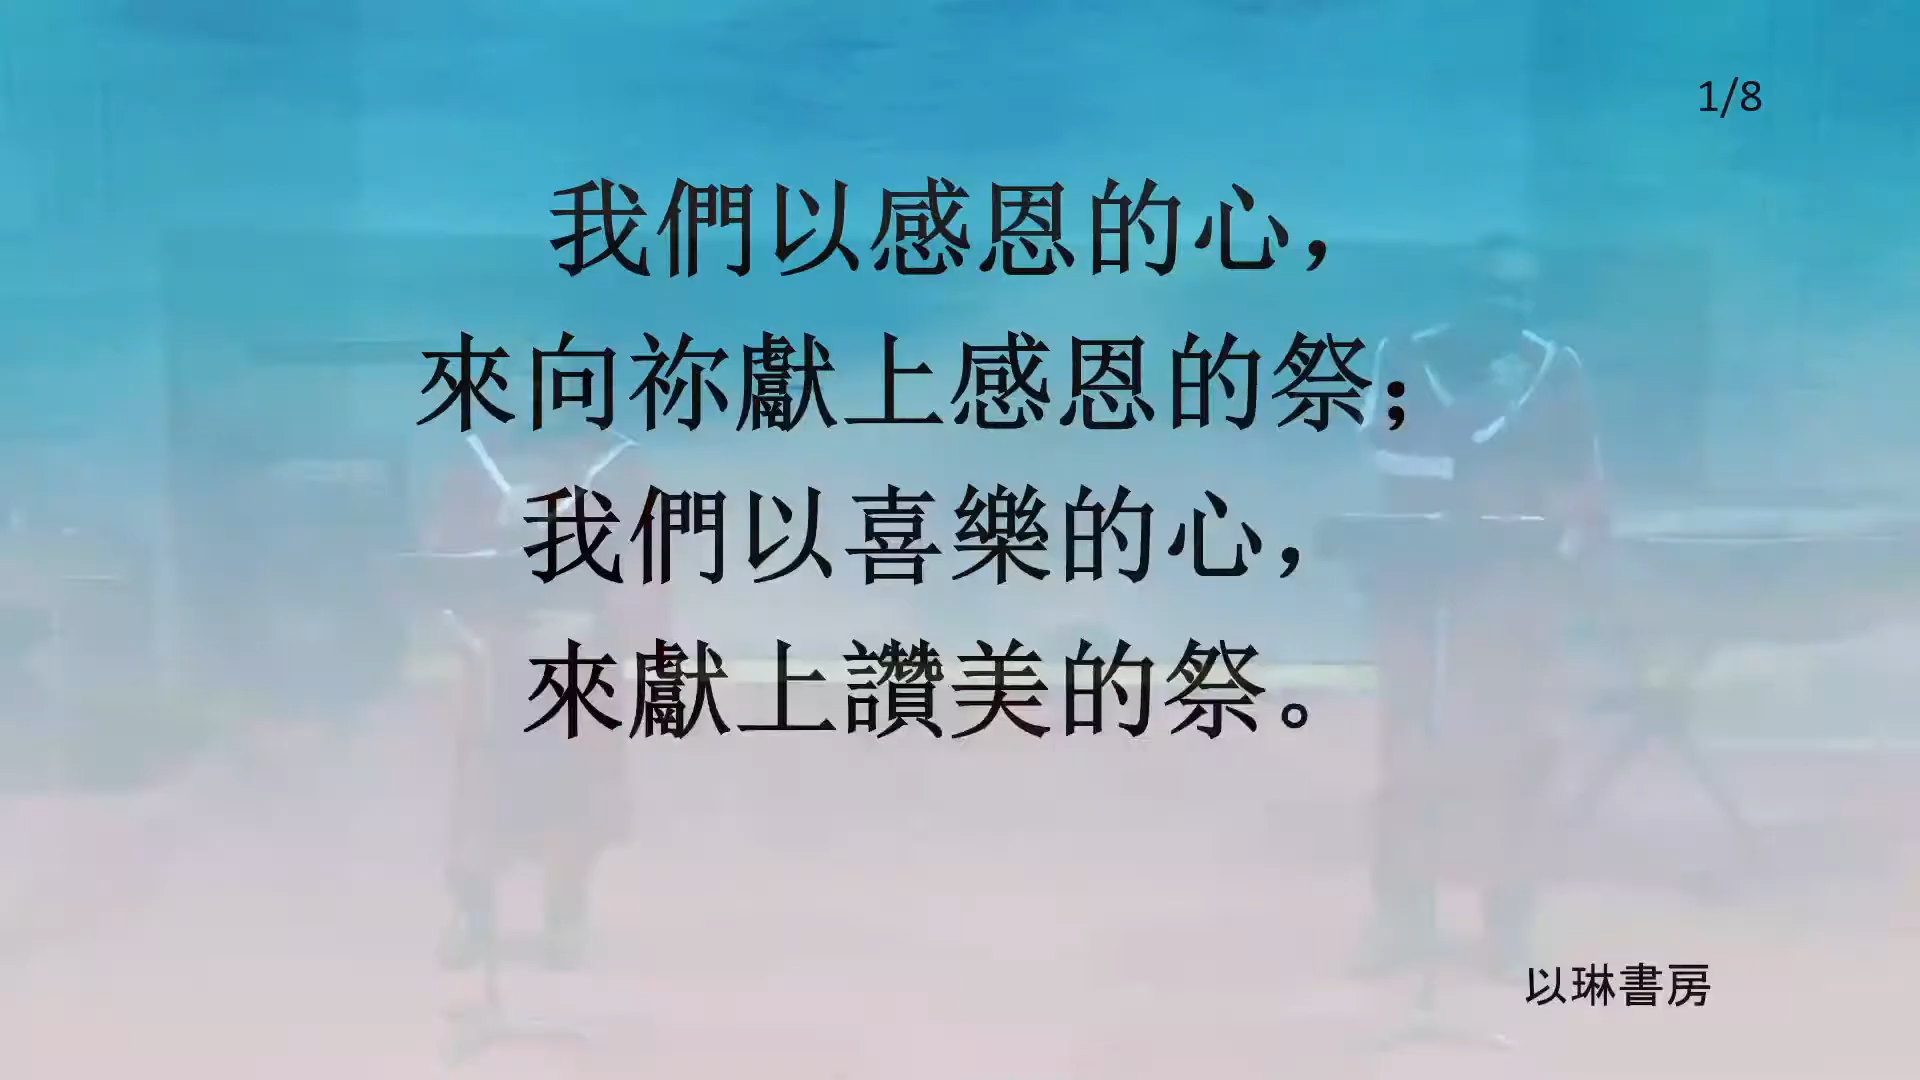 1/8
我們以感恩的心，
來向祢獻上感恩的祭；
我們以喜樂的心，
來獻上讚美的祭。
以琳書房